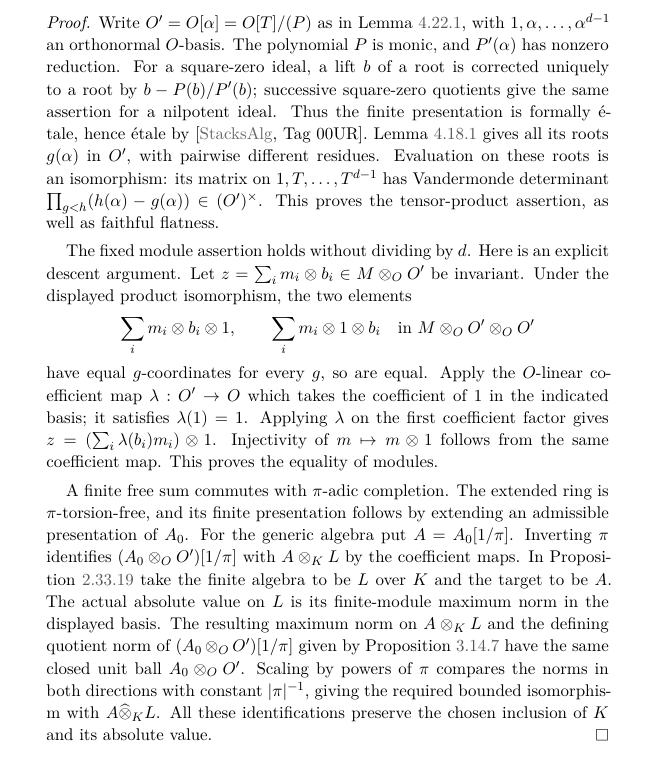 Proof. Write O′ = O[α] = O[T]/(P) as in Lemma 4.22.1, with 1, α, . . . , α^{d−1}
an orthonormal O-basis. The polynomial P is monic, and P′(α) has nonzero
reduction. For a square-zero ideal, a lift b of a root is corrected uniquely
to a root by b − P(b)/P′(b); successive square-zero quotients give the same
assertion for a nilpotent ideal. Thus the finite presentation is formally é-
tale, hence étale by [StacksAlg, Tag 00UR]. Lemma 4.18.1 gives all its roots
g(α) in O′, with pairwise different residues. Evaluation on these roots is
an isomorphism: its matrix on 1, T, . . . , T^{d−1} has Vandermonde determinant
∏_{g<h}(h(α) − g(α)) ∈ (O′)^×. This proves the tensor-product assertion, as
well as faithful flatness.
The fixed module assertion holds without dividing by d. Here is an explicit
descent argument. Let z = ∑_i m_i ⊗ b_i ∈ M ⊗_O O′ be invariant. Under the
displayed product isomorphism, the two elements
∑_i m_i ⊗ b_i ⊗ 1, ∑_i m_i ⊗ 1 ⊗ b_i in M ⊗_O O′ ⊗_O O′
have equal g-coordinates for every g, so are equal. Apply the O-linear co-
efficient map λ : O′ → O which takes the coefficient of 1 in the indicated
basis; it satisfies λ(1) = 1. Applying λ on the first coefficient factor gives
z = (∑_i λ(b_i)m_i) ⊗ 1. Injectivity of m ↦ m ⊗ 1 follows from the same
coefficient map. This proves the equality of modules.
A finite free sum commutes with π-adic completion. The extended ring is
π-torsion-free, and its finite presentation follows by extending an admissible
presentation of A_0. For the generic algebra put A = A_0[1/π]. Inverting π
identifies (A_0 ⊗_O O′)[1/π] with A ⊗_K L by the coefficient maps. In Proposi-
tion 2.33.19 take the finite algebra to be L over K and the target to be A.
The actual absolute value on L is its finite-module maximum norm in the
displayed basis. The resulting maximum norm on A ⊗_K L and the defining
quotient norm of (A_0 ⊗_O O′)[1/π] given by Proposition 3.14.7 have the same
closed unit ball A_0 ⊗_O O′. Scaling by powers of π compares the norms in
both directions with constant |π|^{−1}, giving the required bounded isomorphis-
m with A⊗̂_K L. All these identifications preserve the chosen inclusion of K
and its absolute value. □